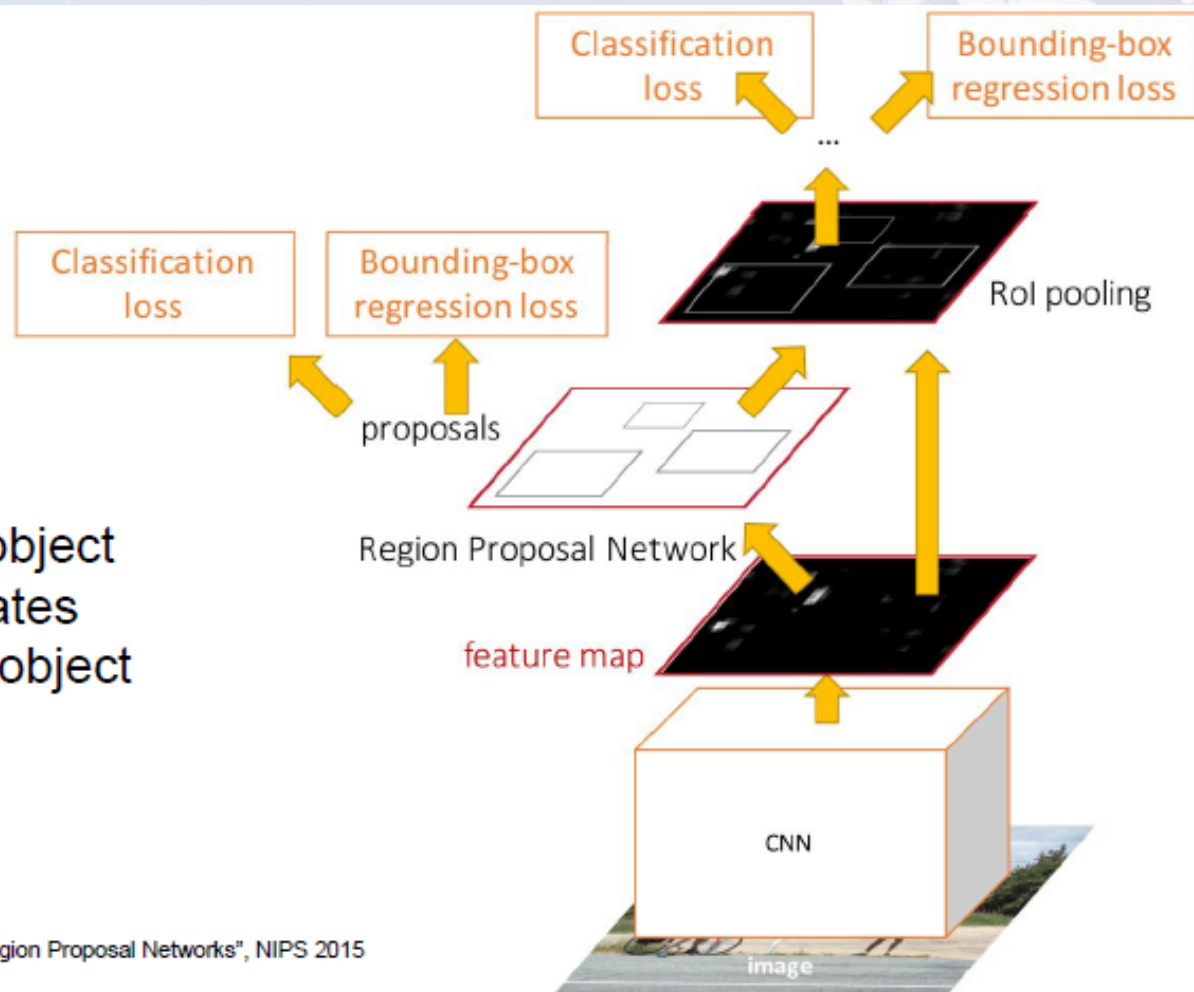 Classification
loss
Bounding-box
regression loss
...
Classification
loss
Bounding-box
regression loss
RoI pooling
proposals
object
Region Proposal Network
ates
object
feature map
CNN
gion Proposal Networks", NIPS 2015
image